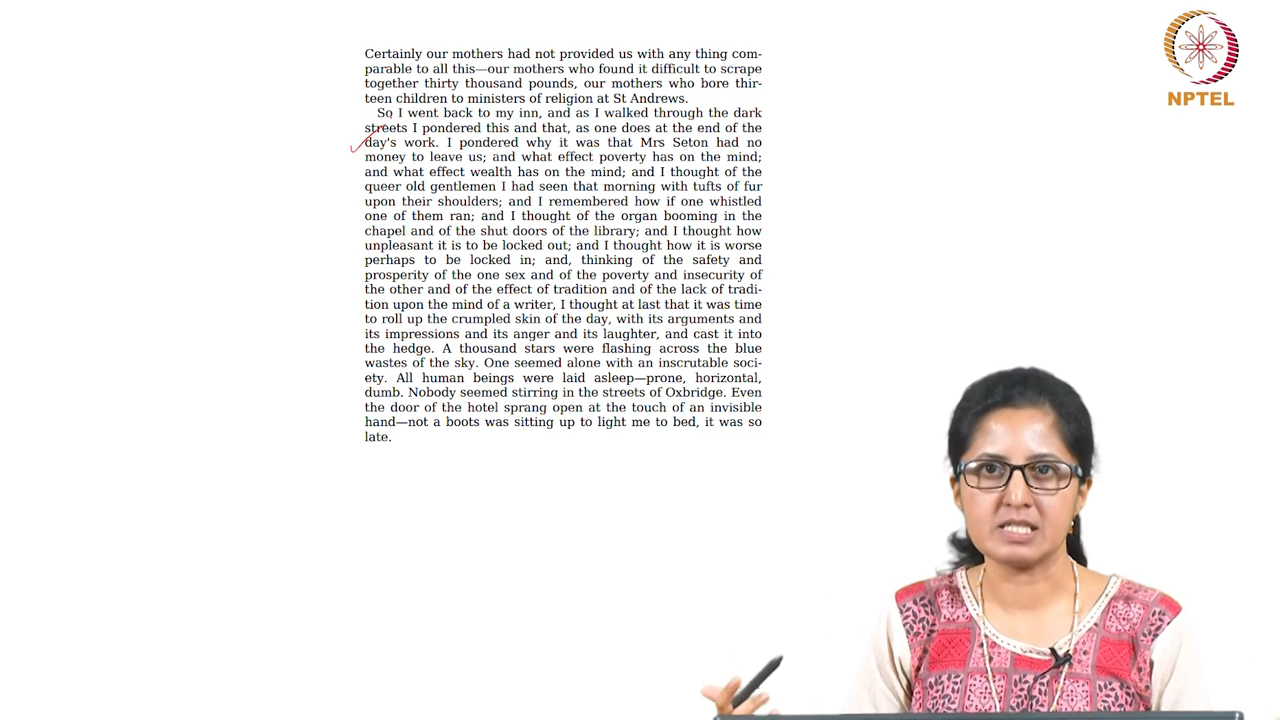 Certainly our mothers had not provided us with any thing com-
parable to all this—our mothers who found it difficult to scrape
together thirty thousand pounds, our mothers who bore thir-
teen children to ministers of religion at St Andrews.
So I went back to my inn, and as I walked through the dark
streets I pondered this and that, as one does at the end of the
day's work. I pondered why it was that Mrs Seton had no
money to leave us; and what effect poverty has on the mind;
and what effect wealth has on the mind; and I thought of the
queer old gentlemen I had seen that morning with tufts of fur
upon their shoulders; and I remembered how if one whistled
one of them ran; and I thought of the organ booming in the
chapel and of the shut doors of the library; and I thought how
unpleasant it is to be locked out; and I thought how it is worse
perhaps to be locked in; and, thinking of the safety and
prosperity of the one sex and of the poverty and insecurity of
the other and of the effect of tradition and of the lack of tradi-
tion upon the mind of a writer, I thought at last that it was time
to roll up the crumpled skin of the day, with its arguments and
its impressions and its anger and its laughter, and cast it into
the hedge. A thousand stars were flashing across the blue
wastes of the sky. One seemed alone with an inscrutable soci-
ety. All human beings were laid asleep—prone, horizontal,
dumb. Nobody seemed stirring in the streets of Oxbridge. Even
the door of the hotel sprang open at the touch of an invisible
hand—not a boots was sitting up to light me to bed, it was so
late.
NPTEL